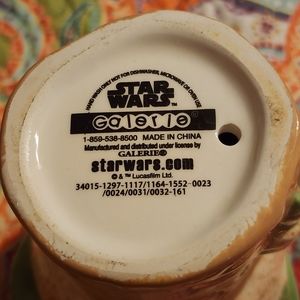 HAND WASH ONLY NOT FOR DISHWASHER, MICROWAVE OR OVEN USE
STAR
WARS™
Galerie
1-859-538-8500 MADE IN CHINA
Manufactured and distributed under license by
GALERIE®
starwars.com
© & ™ Lucasfilm Ltd.
34015-1297-1117/1164-1552-0023
/0024/0031/0032-161